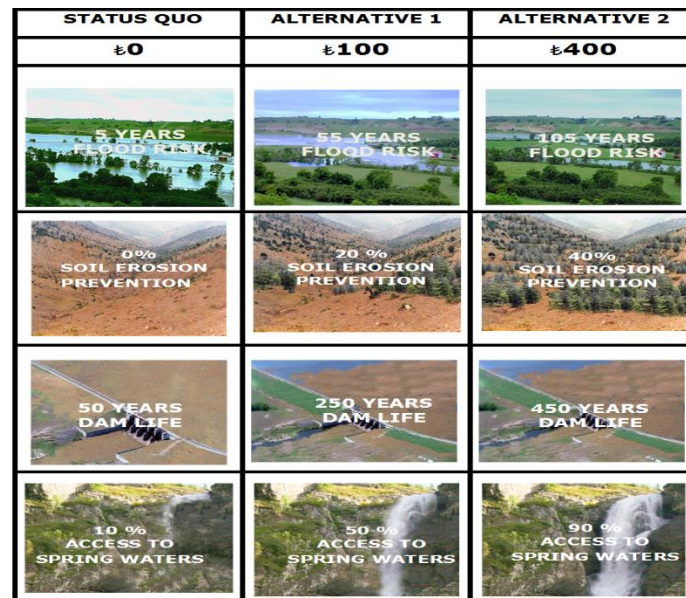 STATUS QUO ALTERNATIVE 1 ALTERNATIVE 2
₺0 ₺100 ₺400
5 YEARS
FLOOD RISK
55 YEARS
FLOOD RISK
105 YEARS
FLOOD RISK
0%
SOIL EROSION
PREVENTION
20 %
SOIL EROSION
PREVENTION
40%
SOIL EROSION
PREVENTION
50 YEARS
DAM LIFE
250 YEARS
DAM LIFE
450 YEARS
DAM LIFE
10 %
ACCESS TO
SPRING WATERS
50 %
ACCESS TO
SPRING WATERS
90 %
ACCESS TO
SPRING WATERS